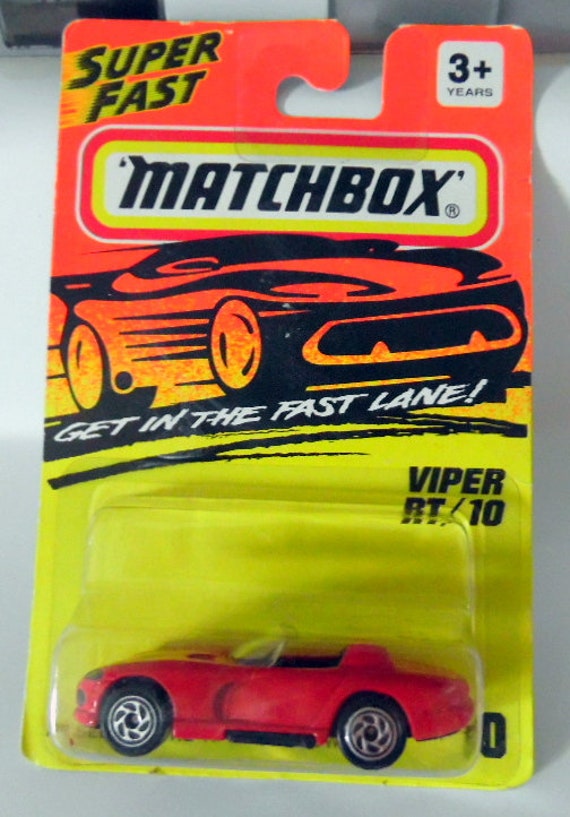 SUPER
FAST
3+
YEARS
'MATCHBOX'®
GET IN THE FAST LANE!
VIPER
RT/10